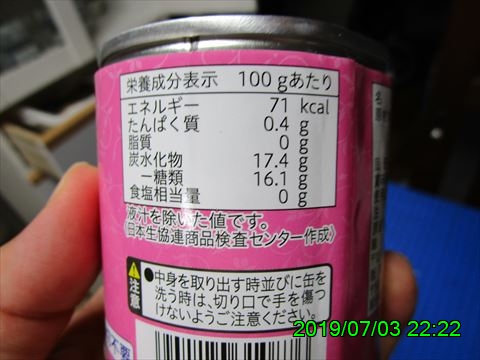 栄養成分表示 100gあたり
エネルギー 71 kcal
たんぱく質 0.4 g
脂質 0 g
炭水化物 17.4 g
ー糖類 16.1 g
食塩相当量 0 g
液汁を除いた値です。
(日本生協連商品検査センター作成)
注意
●中身を取り出す時並びに缶を
洗う時は、切り口で手を傷つ
けないようご注意ください。
2019/07/03 22:22